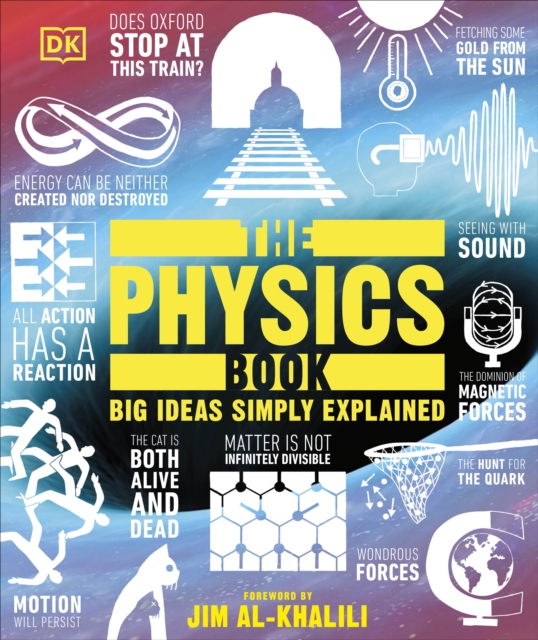 DK
DOES OXFORD
STOP AT
THIS TRAIN?
FETCHING SOME
GOLD FROM
THE SUN
ENERGY CAN BE NEITHER
CREATED NOR DESTROYED
SEEING WITH
SOUND
ALL ACTION
HAS A
REACTION
THE
PHYSICS
BOOK
BIG IDEAS SIMPLY EXPLAINED
THE DOMINION OF
MAGNETIC
FORCES
THE CAT IS
BOTH
ALIVE
AND
DEAD
MATTER IS NOT
INFINITELY DIVISIBLE
THE HUNT FOR
THE QUARK
WONDROUS
FORCES
MOTION
WILL PERSIST
FOREWORD BY
JIM AL-KHALILI